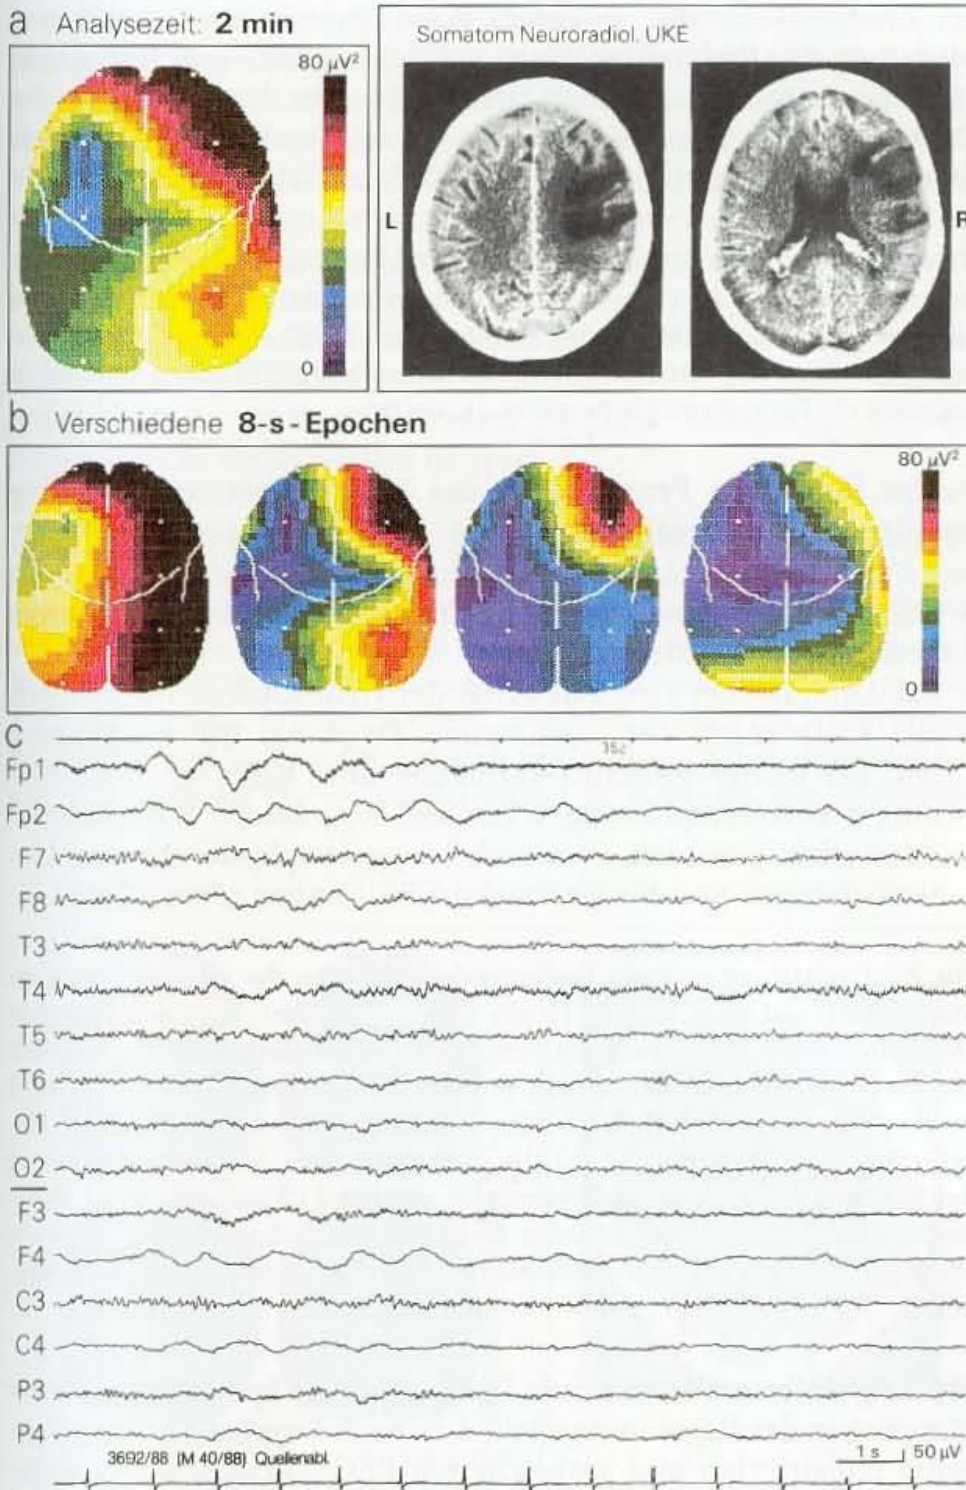 a Analysezeit: 2 min
80 µV²
0
Somatom Neuroradiol. UKE
L
R
b Verschiedene 8-s-Epochen
80 µV²
0
c
Fp1
Fp2
F7
F8
T3
T4
T5
T6
O1
O2
F3
F4
C3
C4
P3
P4
3692/88 (M 40/88) Quellenabl.
1 s 50 µV